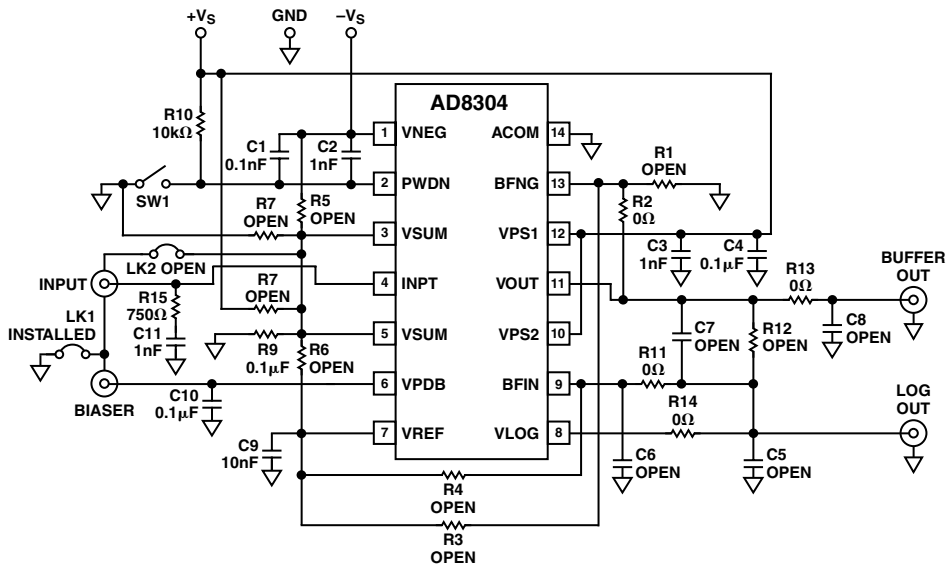 +VS
GND
–VS
AD8304
R10
10kΩ
C1
0.1nF
C2
1nF
1
VNEG
ACOM
14
R1
OPEN
2
PWDN
BFNG
13
SW1
R7
OPEN
R5
OPEN
R2
0Ω
3
VSUM
VPS1
12
LK2 OPEN
C3
1nF
C4
0.1μF
BUFFER
OUT
INPUT
R15
750Ω
R7
OPEN
4
INPT
VOUT
11
R13
0Ω
LK1
INSTALLED
C11
1nF
R9
0.1μF
R6
OPEN
5
VSUM
VPS2
10
C7
OPEN
R12
OPEN
C8
OPEN
R11
0Ω
BIASER
C10
0.1μF
6
VPDB
BFIN
9
R14
0Ω
LOG
OUT
7
VREF
VLOG
8
C9
10nF
C6
OPEN
C5
OPEN
R4
OPEN
R3
OPEN